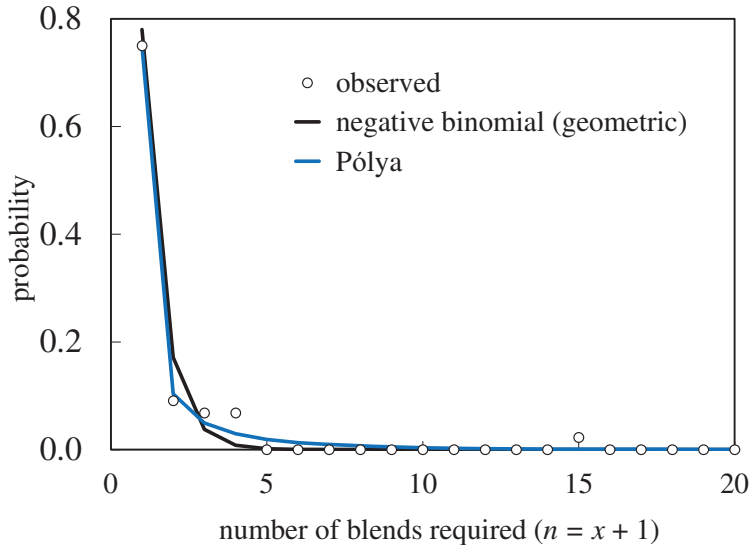 0.8
0.6
0.4
0.2
0.0
0
5
10
15
20
probability
observed
negative binomial (geometric)
Pólya
number of blends required (n = x + 1)